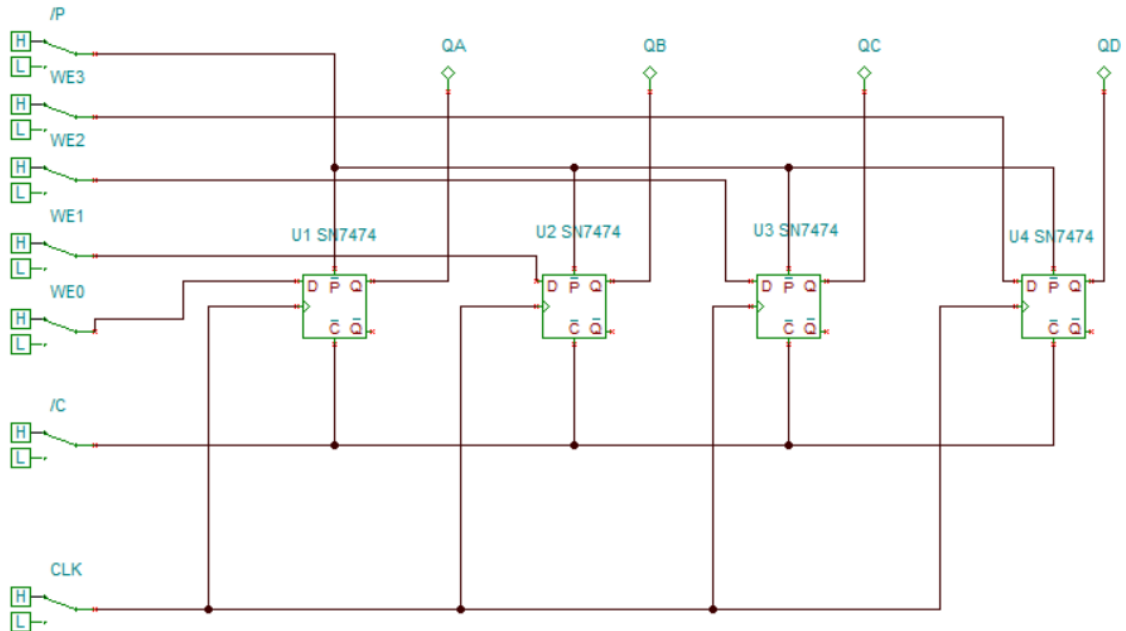 /P
H
L
WE3
H
L
WE2
H
L
WE1
H
L
WE0
H
L
/C
H
L
CLK
H
L
QA
QB
QC
QD
U1 SN7474
D P̅ Q
C̅ Q̅
U2 SN7474
D P̅ Q
C̅ Q̅
U3 SN7474
D P̅ Q
C̅ Q̅
U4 SN7474
D P̅ Q
C̅ Q̅